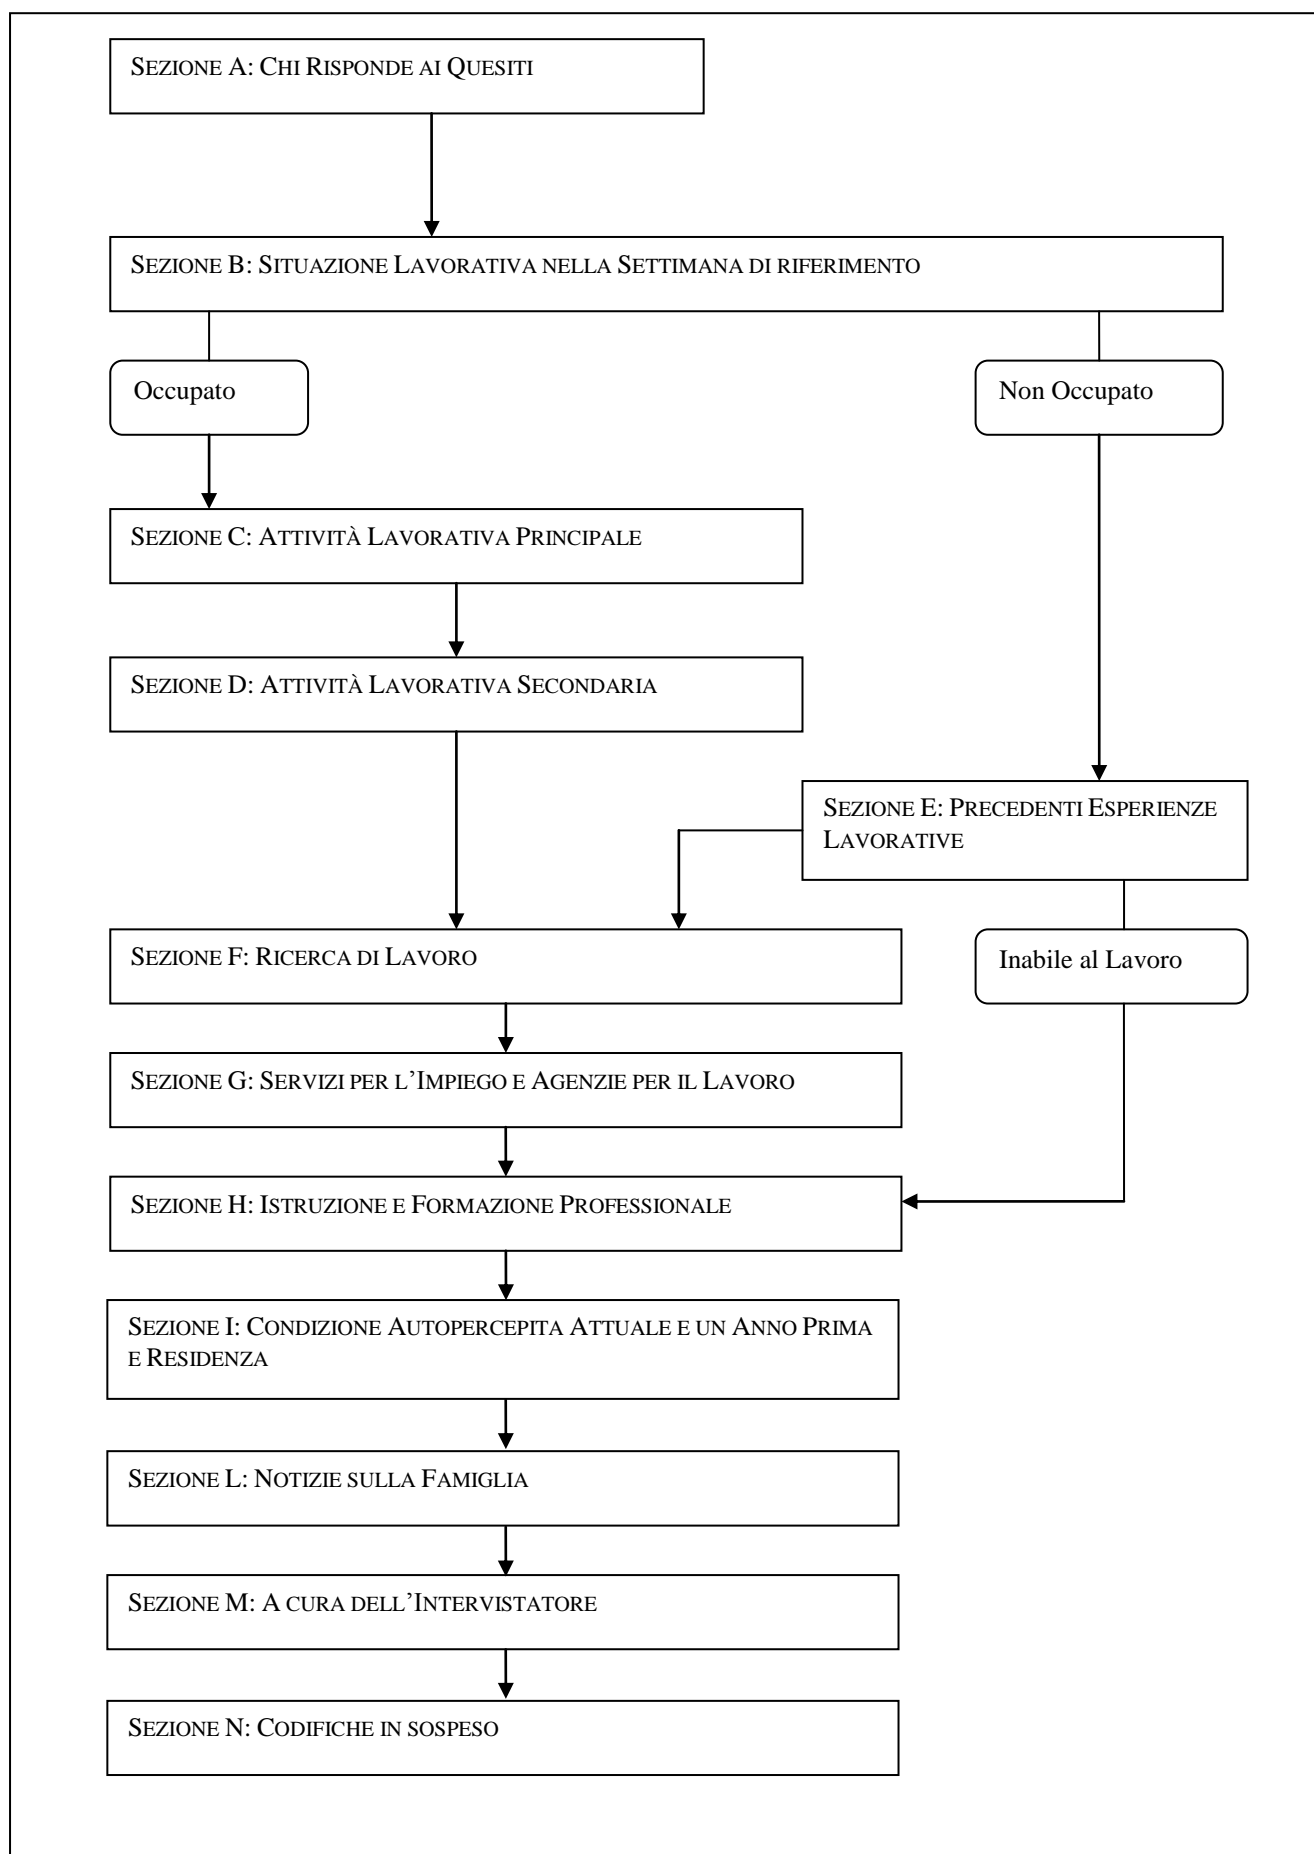 SEZIONE A: CHI RISPONDE AI QUESITI
SEZIONE B: SITUAZIONE LAVORATIVA NELLA SETTIMANA DI RIFERIMENTO
Occupato
Non Occupato
SEZIONE C: ATTIVITÀ LAVORATIVA PRINCIPALE
SEZIONE D: ATTIVITÀ LAVORATIVA SECONDARIA
SEZIONE E: PRECEDENTI ESPERIENZE
LAVORATIVE
SEZIONE F: RICERCA DI LAVORO
Inabile al Lavoro
SEZIONE G: SERVIZI PER L'IMPIEGO E AGENZIE PER IL LAVORO
SEZIONE H: ISTRUZIONE E FORMAZIONE PROFESSIONALE
SEZIONE I: CONDIZIONE AUTOPERCEPITA ATTUALE E UN ANNO PRIMA
E RESIDENZA
SEZIONE L: NOTIZIE SULLA FAMIGLIA
SEZIONE M: A CURA DELL'INTERVISTATORE
SEZIONE N: CODIFICHE IN SOSPESO